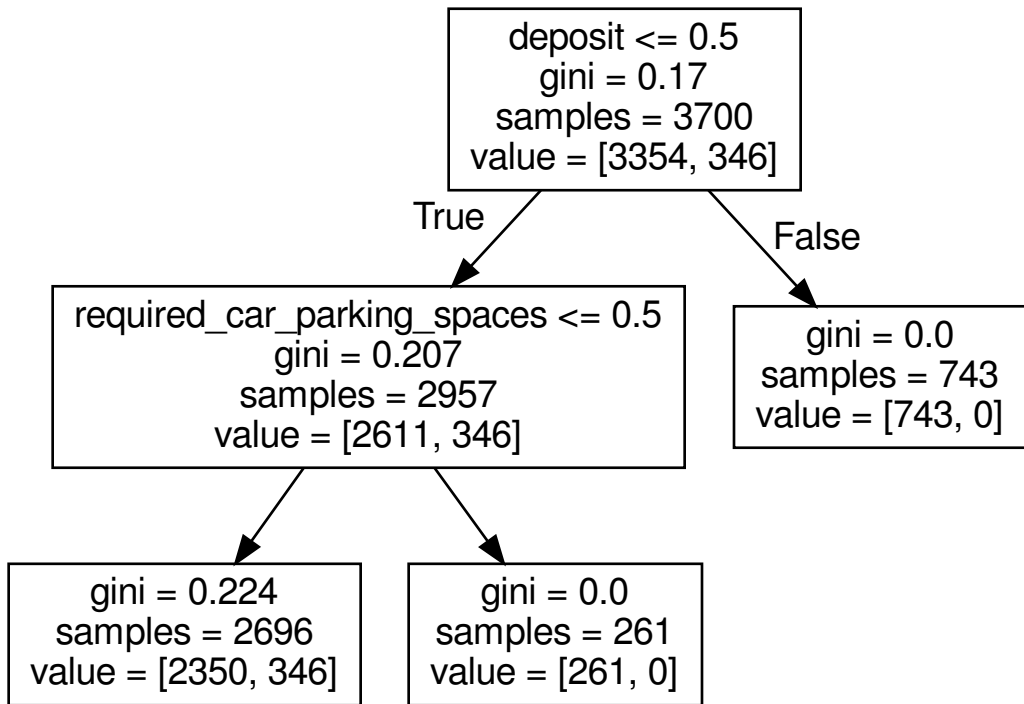 deposit <= 0.5
gini = 0.17
samples = 3700
value = [3354, 346]
True
False
required_car_parking_spaces <= 0.5
gini = 0.207
samples = 2957
value = [2611, 346]
gini = 0.0
samples = 743
value = [743, 0]
gini = 0.224
samples = 2696
value = [2350, 346]
gini = 0.0
samples = 261
value = [261, 0]